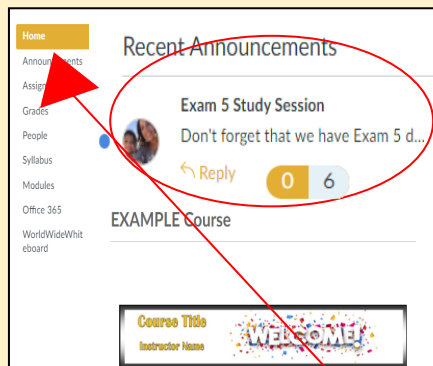 Home
Recent Announcements
Announcements
Grades
People
Syllabus
Modules
Office 365
WorldWideWhit
eboard
Exam 5 Study Session
Don't forget that we have Exam 5 d...
Reply
0 6
EXAMPLE Course
Course Title
Instructor Name
WELCOME!